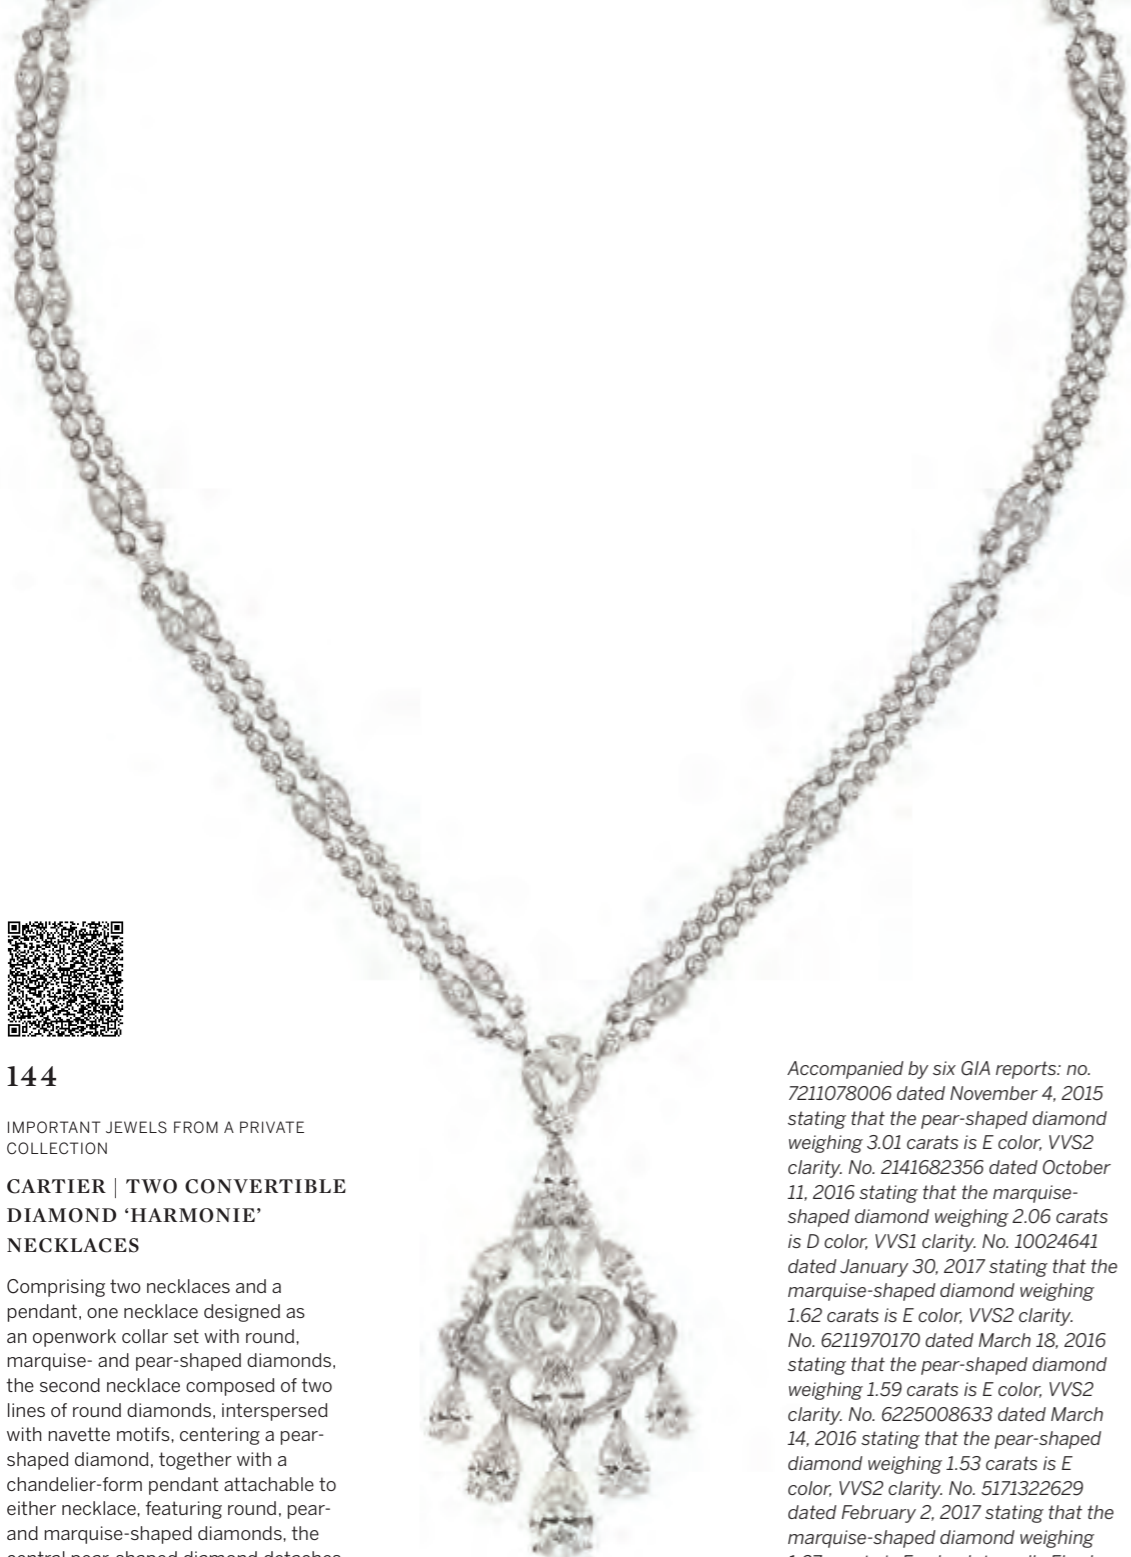 144
IMPORTANT JEWELS FROM A PRIVATE
COLLECTION
CARTIER | TWO CONVERTIBLE
DIAMOND ‘HARMONIE’
NECKLACES
Comprising two necklaces and a
pendant, one necklace designed as
an openwork collar set with round,
marquise- and pear-shaped diamonds,
the second necklace composed of two
lines of round diamonds, interspersed
with navette motifs, centering a pear-
shaped diamond, together with a
chandelier-form pendant attachable to
either necklace, featuring round, pear-
and marquise-shaped diamonds, the
central pear-shaped diamond detaches
Accompanied by six GIA reports: no.
7211078006 dated November 4, 2015
stating that the pear-shaped diamond
weighing 3.01 carats is E color, VVS2
clarity. No. 2141682356 dated October
11, 2016 stating that the marquise-
shaped diamond weighing 2.06 carats
is D color, VVS1 clarity. No. 10024641
dated January 30, 2017 stating that the
marquise-shaped diamond weighing
1.62 carats is E color, VVS2 clarity.
No. 6211970170 dated March 18, 2016
stating that the pear-shaped diamond
weighing 1.59 carats is E color, VVS2
clarity. No. 6225008633 dated March
14, 2016 stating that the pear-shaped
diamond weighing 1.53 carats is E
color, VVS2 clarity. No. 5171322629
dated February 2, 2017 stating that the
marquise-shaped diamond weighing